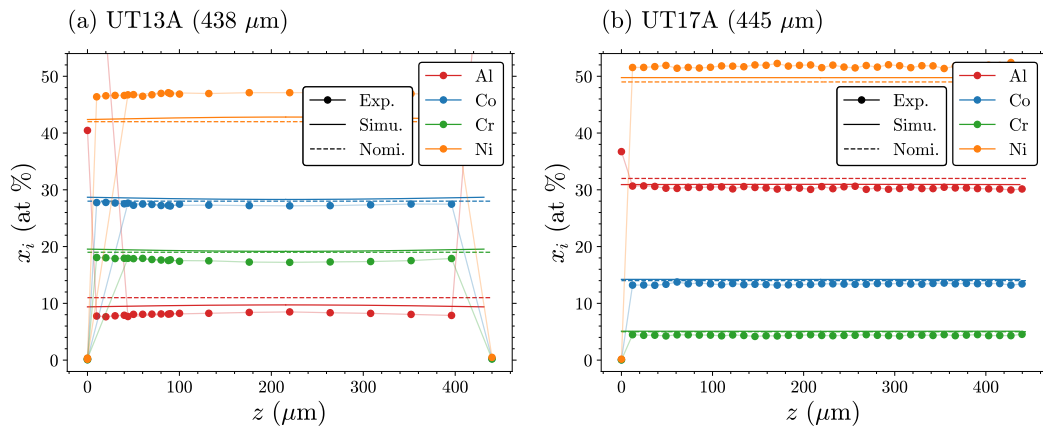 (a) UT13A (438 μm)
50
40
30
20
10
0
x_i (at %)
0
100
200
300
400
z (μm)
Exp.
Simu.
Nomi.
Al
Co
Cr
Ni
(b) UT17A (445 μm)
50
40
30
20
10
0
x_i (at %)
0
100
200
300
400
z (μm)
Exp.
Simu.
Nomi.
Al
Co
Cr
Ni